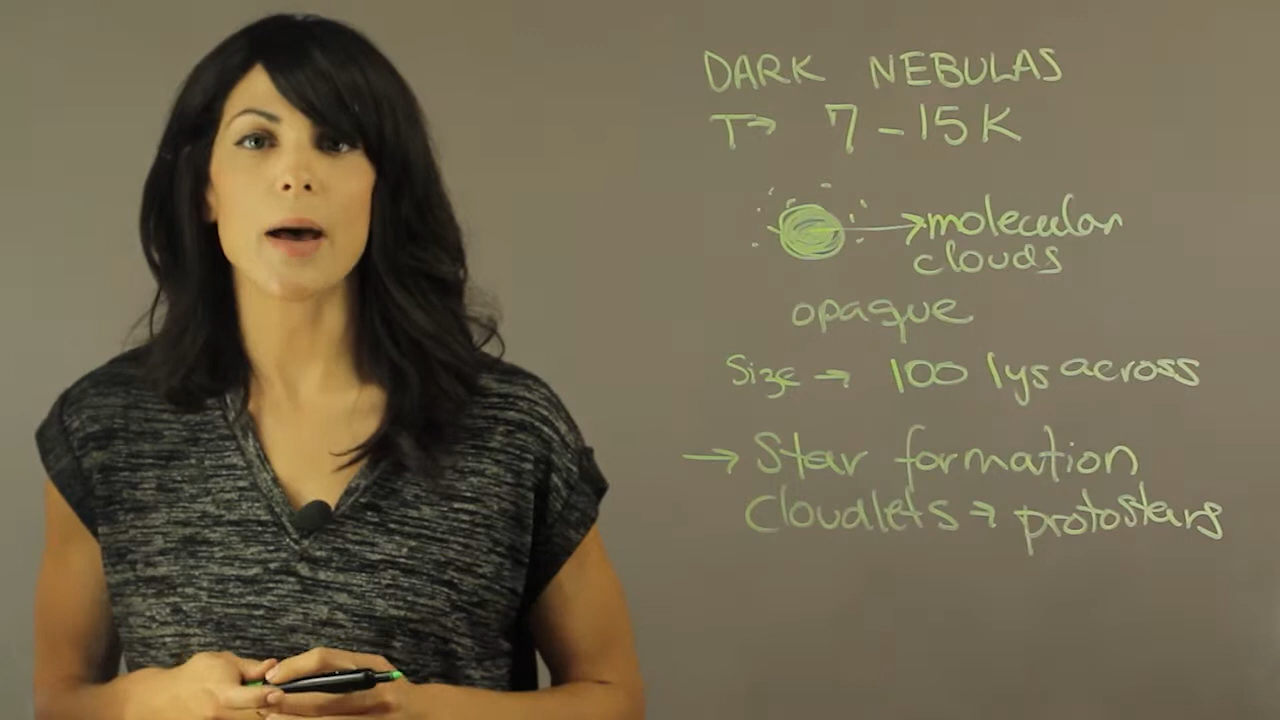 DARK NEBULAS
T→ 7-15K
→molecular
clouds
opaque
Size → 100 lys across
→ Star formation
Cloudlets → protostars